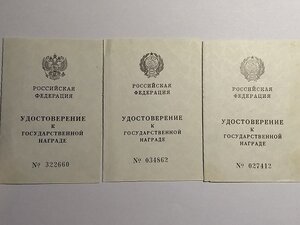 РОССИЙСКАЯ
ФЕДЕРАЦИЯ
УДОСТОВЕРЕНИЕ
К
ГОСУДАРСТВЕННОЙ
НАГРАДЕ
№ 322660
РОССИЙСКАЯ
ФЕДЕРАЦИЯ
УДОСТОВЕРЕНИЕ
К
ГОСУДАРСТВЕННОЙ
НАГРАДЕ
№ 034862
РОССИЙСКАЯ
ФЕДЕРАЦИЯ
УДОСТОВЕРЕНИЕ
К
ГОСУДАРСТВЕННОЙ
НАГРАДЕ
№ 027412